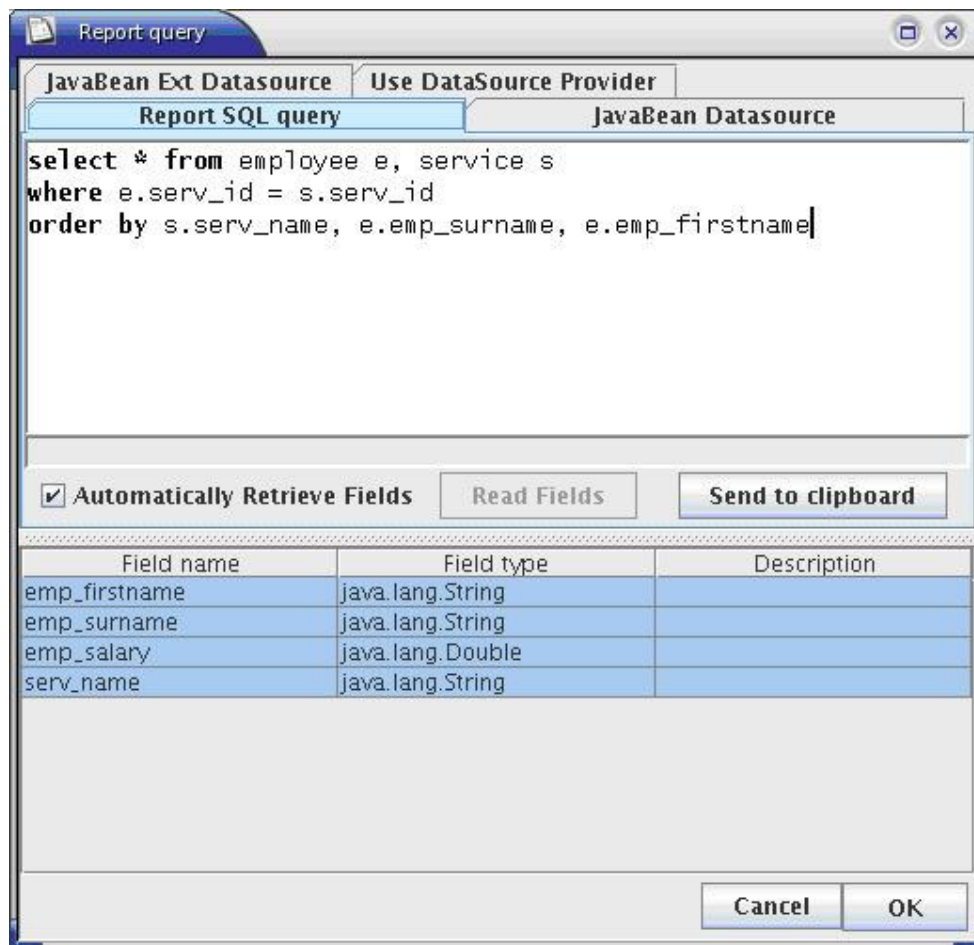 Report query
JavaBean Ext Datasource Use DataSource Provider
Report SQL query JavaBean Datasource
select * from employee e, service s
where e.serv_id = s.serv_id
order by s.serv_name, e.emp_surname, e.emp_firstname
Automatically Retrieve Fields Read Fields Send to clipboard
Field name Field type Description
emp_firstname java.lang.String
emp_surname java.lang.String
emp_salary java.lang.Double
serv_name java.lang.String
Cancel OK